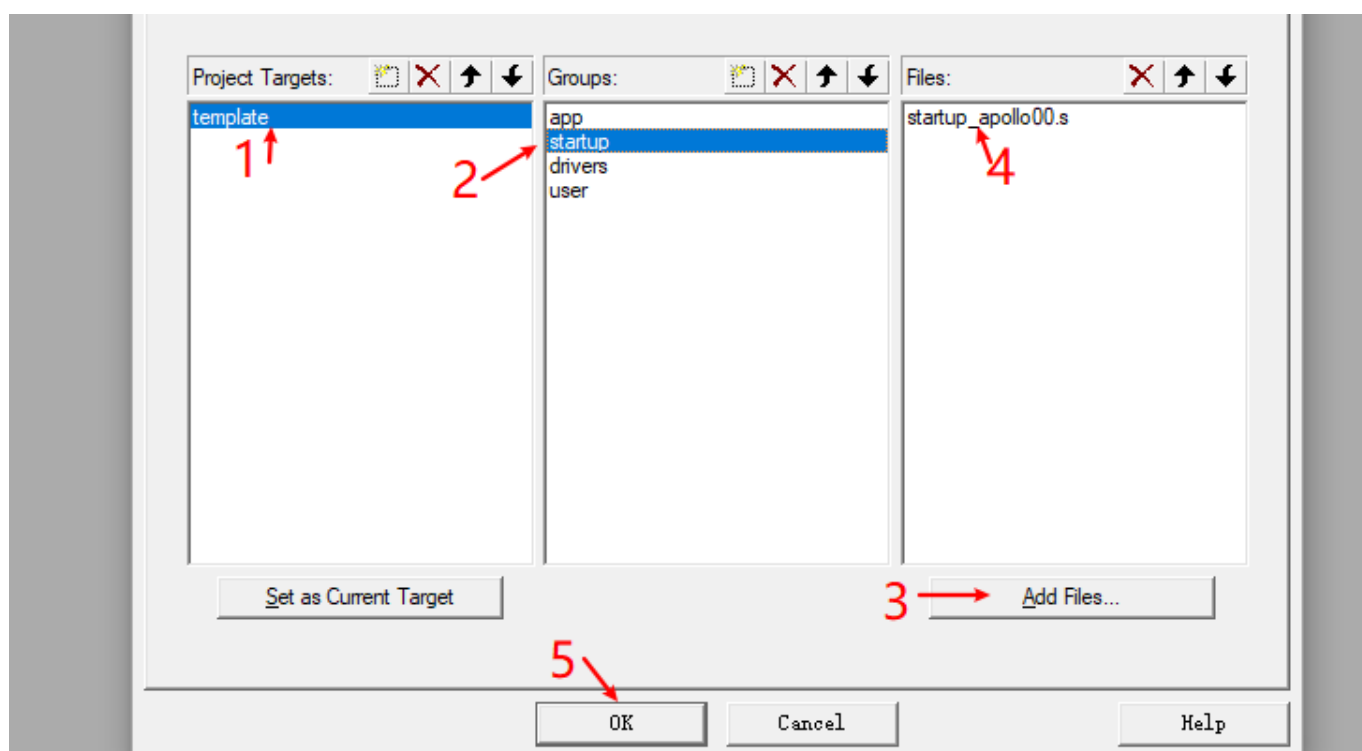 Project Targets:
Groups:
Files:
template
app
startup_apollo00.s
1
startup
2
4
drivers
user
Set as Current Target
3
Add Files...
5
OK
Cancel
Help